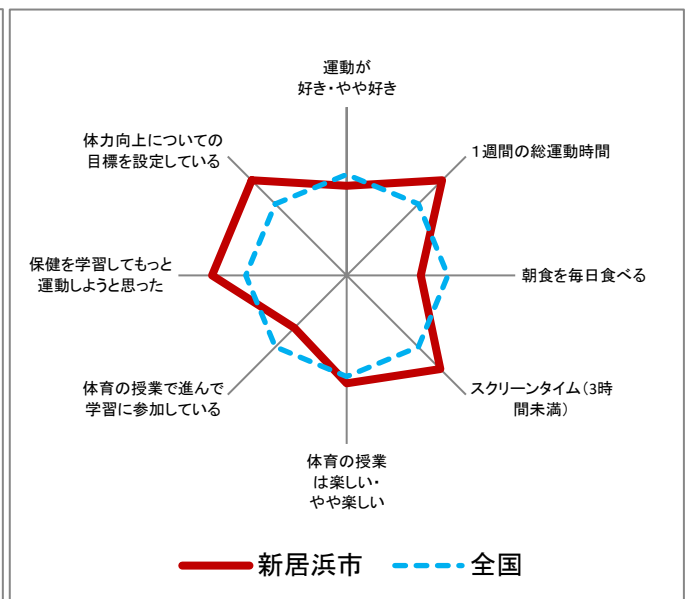 運動が
好き・やや好き
1週間の総運動時間
朝食を毎日食べる
スクリーンタイム(3時
間未満)
体育の授業
は楽しい・
やや楽しい
体育の授業で進んで
学習に参加している
保健を学習してもっと
運動しようと思った
体力向上についての
目標を設定している
新居浜市
全国